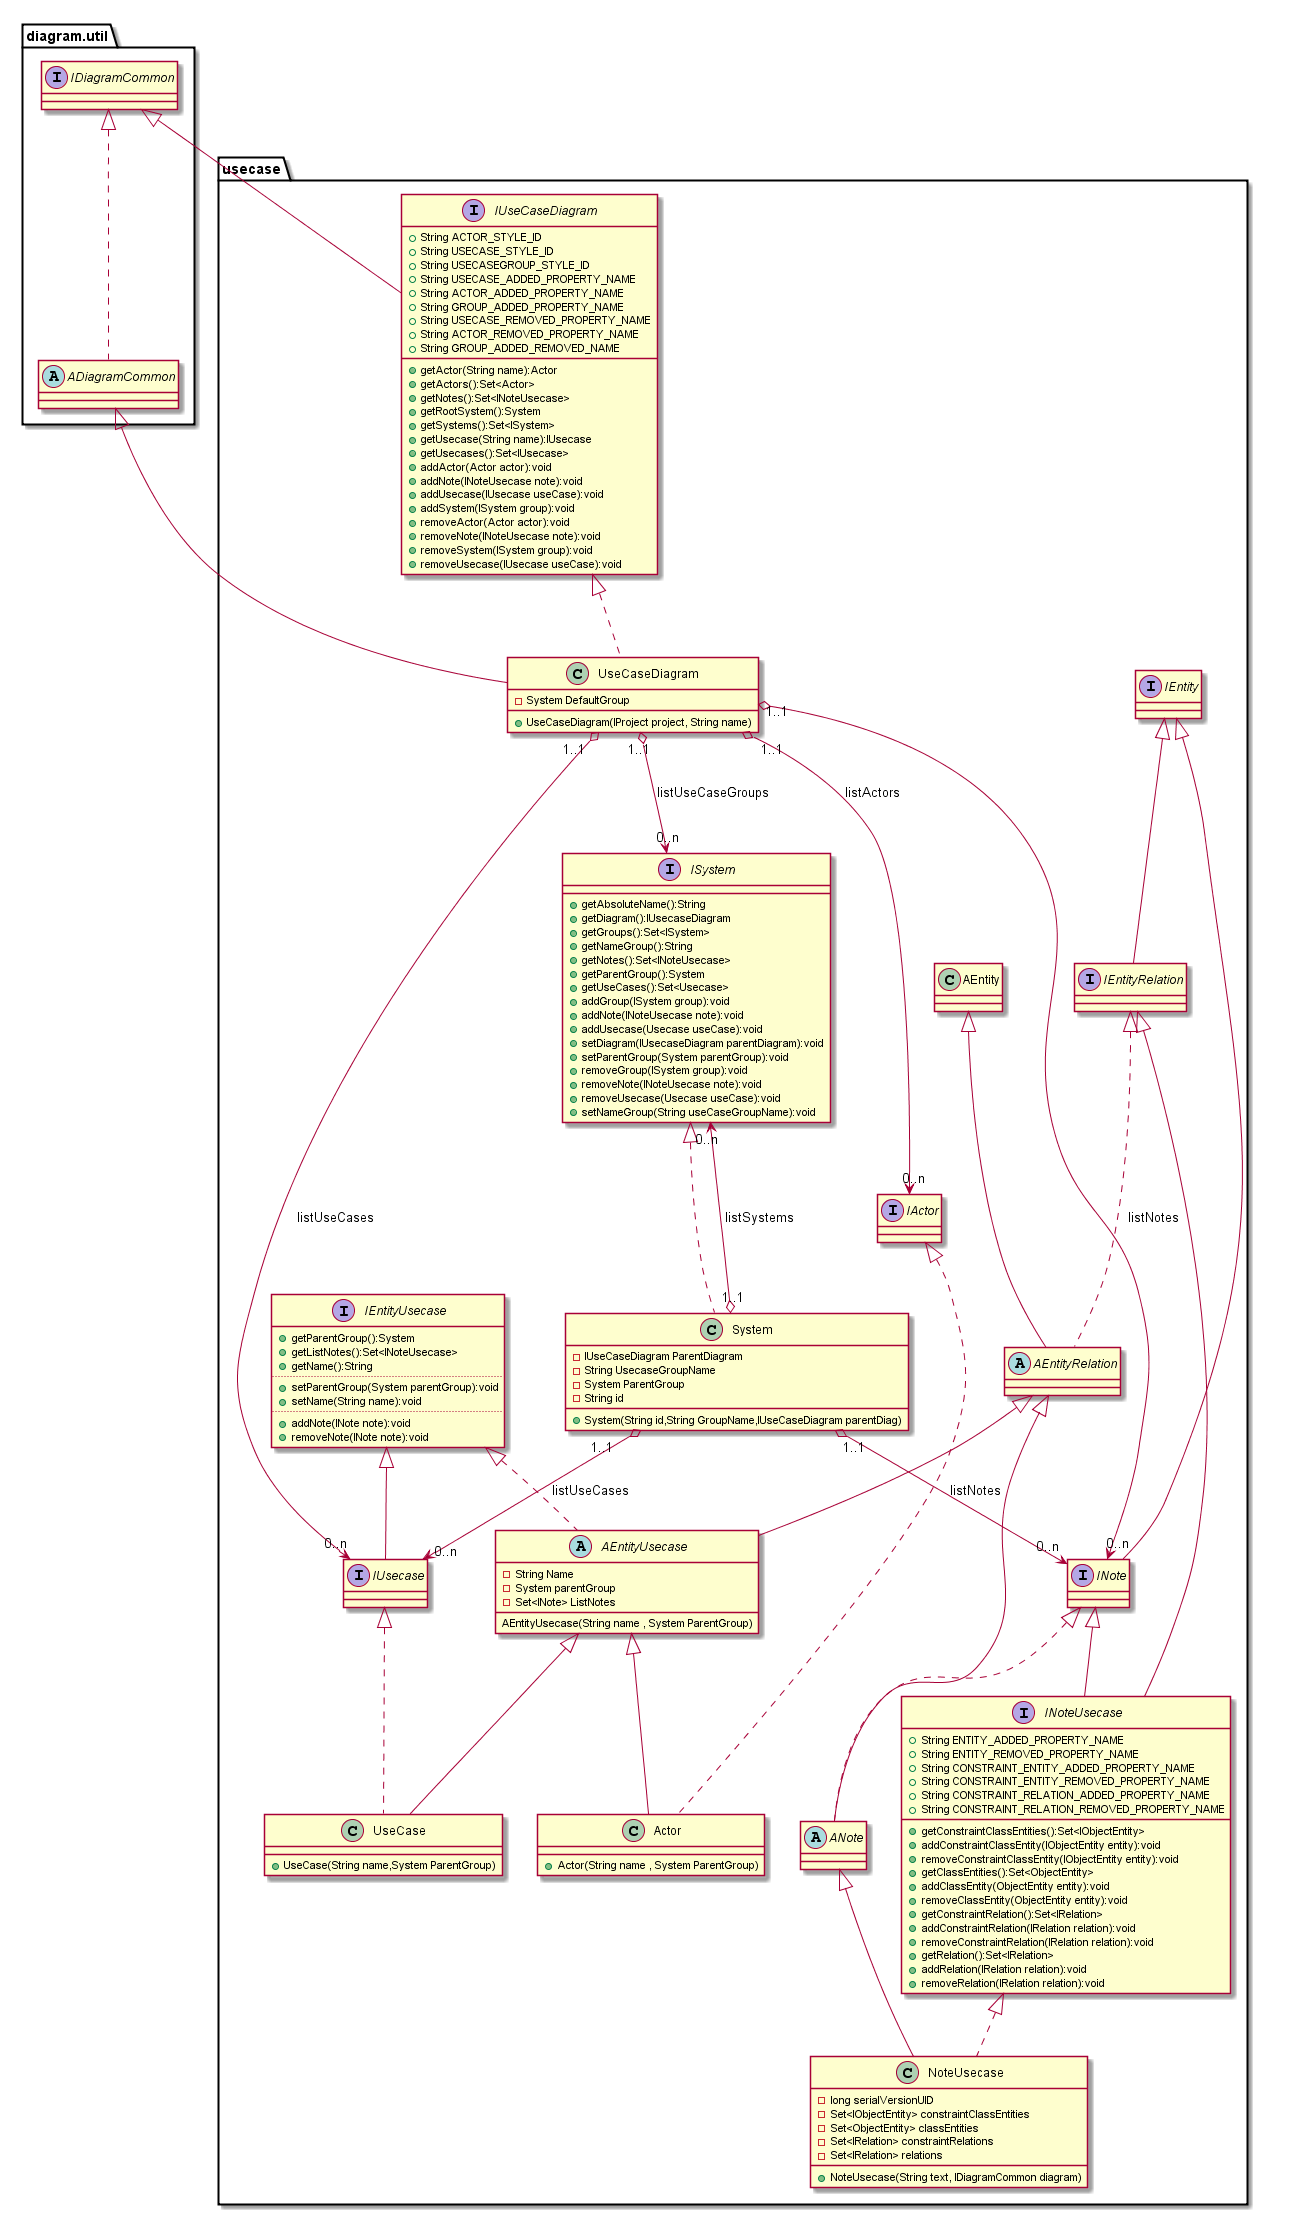 diagram.util
I IDiagramCommon
usecase
I IUseCaseDiagram
String ACTOR_STYLE_ID
String USECASE_STYLE_ID
String USECASEGROUP_STYLE_ID
String USECASE_ADDED_PROPERTY_NAME
String ACTOR_ADDED_PROPERTY_NAME
String GROUP_ADDED_PROPERTY_NAME
String USECASE_REMOVED_PROPERTY_NAME
String ACTOR_REMOVED_PROPERTY_NAME
String GROUP_ADDED_REMOVED_NAME
getActor(String name):Actor
getActors():Set<Actor>
getNotes():Set<INoteUsecase>
getRootSystem():System
getSystems():Set<ISystem>
getUsecase(String name):IUsecase
getUsecases():Set<IUsecase>
addActor(Actor actor):void
addNote(INoteUsecase note):void
addUsecase(IUsecase useCase):void
addSystem(ISystem group):void
removeActor(Actor actor):void
removeNote(INoteUsecase note):void
removeSystem(ISystem group):void
removeUsecase(IUsecase useCase):void
A ADiagramCommon
C UseCaseDiagram
System DefaultGroup
UseCaseDiagram(IProject project, String name)
I IEntity
1..1
1..1
1..1
1..1
listUseCaseGroups
listActors
0..n
I ISystem
getAbsoluteName():String
getDiagram():IUsecaseDiagram
getGroups():Set<ISystem>
getNameGroup():String
getNotes():Set<INoteUsecase>
getParentGroup():System
getUseCases():Set<Usecase>
addGroup(ISystem group):void
addNote(INoteUsecase note):void
addUsecase(Usecase useCase):void
setDiagram(IUsecaseDiagram parentDiagram):void
setParentGroup(System parentGroup):void
removeGroup(ISystem group):void
removeNote(INoteUsecase note):void
removeUsecase(Usecase useCase):void
setNameGroup(String useCaseGroupName):void
C AEntity
I IEntityRelation
0..n
0..n
I IActor
listUseCases
listSystems
listNotes
1..1
I IEntityUsecase
getParentGroup():System
getListNotes():Set<INoteUsecase>
getName():String
setParentGroup(System parentGroup):void
setName(String name):void
addNote(INote note):void
removeNote(INote note):void
C System
IUseCaseDiagram ParentDiagram
String UsecaseGroupName
System ParentGroup
String id
System(String id,String GroupName,IUseCaseDiagram parentDiag)
A AEntityRelation
1..1
1..1
listUseCases
listNotes
0..n
0..n
0..n
0..n
I IUsecase
A AEntityUsecase
String Name
System parentGroup
Set<INote> ListNotes
AEntityUsecase(String name , System ParentGroup)
I INote
I INoteUsecase
String ENTITY_ADDED_PROPERTY_NAME
String ENTITY_REMOVED_PROPERTY_NAME
String CONSTRAINT_ENTITY_ADDED_PROPERTY_NAME
String CONSTRAINT_ENTITY_REMOVED_PROPERTY_NAME
String CONSTRAINT_RELATION_ADDED_PROPERTY_NAME
String CONSTRAINT_RELATION_REMOVED_PROPERTY_NAME
getConstraintClassEntities():Set<IObjectEntity>
addConstraintClassEntity(IObjectEntity entity):void
removeConstraintClassEntity(IObjectEntity entity):void
getClassEntities():Set<ObjectEntity>
addClassEntity(ObjectEntity entity):void
removeClassEntity(ObjectEntity entity):void
getConstraintRelation():Set<IRelation>
addConstraintRelation(IRelation relation):void
removeConstraintRelation(IRelation relation):void
getRelation():Set<IRelation>
addRelation(IRelation relation):void
removeRelation(IRelation relation):void
C UseCase
UseCase(String name,System ParentGroup)
C Actor
Actor(String name , System ParentGroup)
A ANote
C NoteUsecase
long serialVersionUID
Set<IObjectEntity> constraintClassEntities
Set<ObjectEntity> classEntities
Set<IRelation> constraintRelations
Set<IRelation> relations
NoteUsecase(String text, IDiagramCommon diagram)